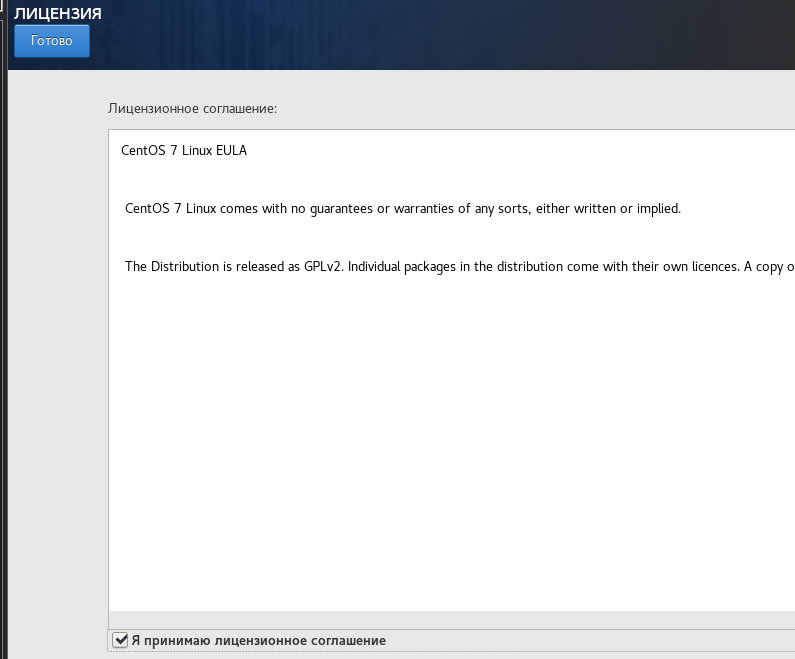 ЛИЦЕНЗИЯ
Готово
Лицензионное соглашение:
CentOS 7 Linux EULA
CentOS 7 Linux comes with no guarantees or warranties of any sorts, either written or implied.
The Distribution is released as GPLv2. Individual packages in the distribution come with their own licences. A copy o
Я принимаю лицензионное соглашение